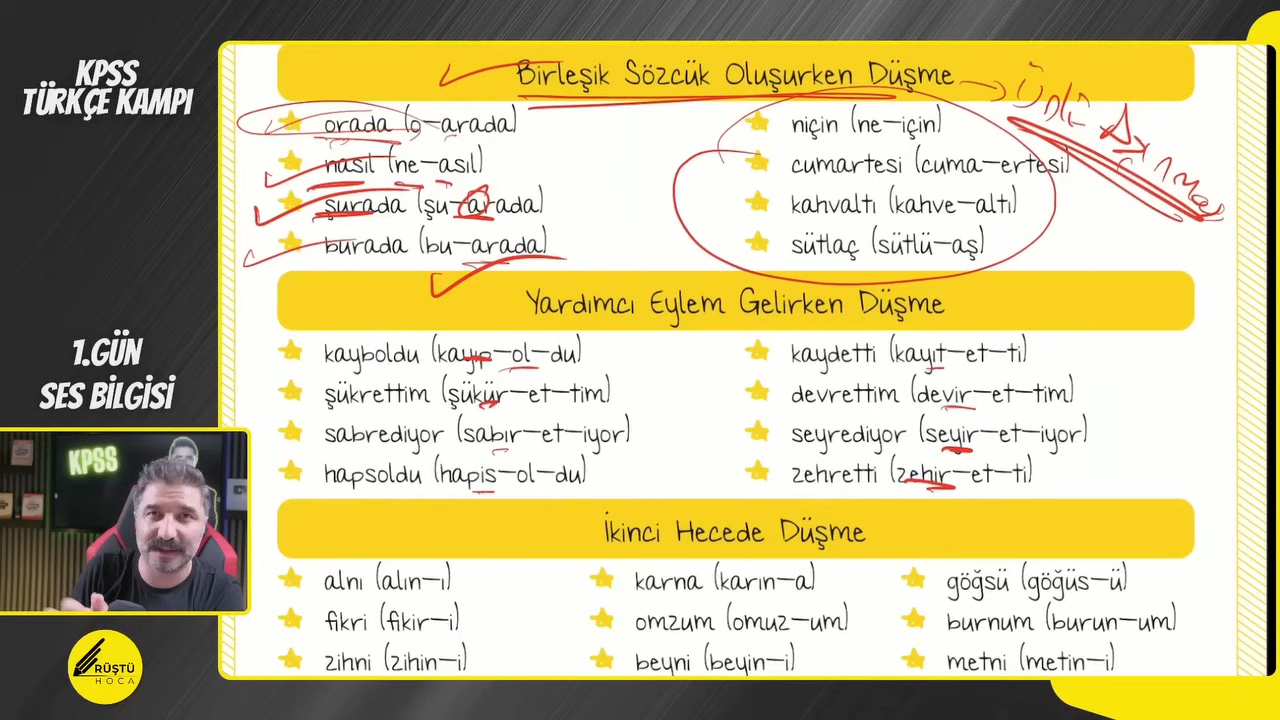 KPSS
TÜRKÇE KAMPI
1.GÜN
SES BİLGİSİ
KPSS
RÜŞTÜ
HOCA
Birleşik Sözcük Oluşurken Düşme
Ünlü Aşınması
orada (o-arada)
nasıl (ne-asıl)
şurada (şu-arada)
burada (bu-arada)
niçin (ne-için)
cumartesi (cuma-ertesi)
kahvaltı (kahve-altı)
sütlaç (sütlü-aş)
Yardımcı Eylem Gelirken Düşme
kayboldu (kayıp-ol-du)
şükrettim (şükür-et-tim)
sabrediyor (sabır-et-iyor)
hapsoldu (hapis-ol-du)
kaydetti (kayıt-et-ti)
devrettim (devir-et-tim)
seyrediyor (seyir-et-iyor)
zehretti (zehir-et-ti)
İkinci Hecede Düşme
alnı (alın-ı)
fikri (fikir-i)
zihni (zihin-i)
karna (karın-a)
omzum (omuz-um)
beyni (beyin-i)
göğsü (göğüs-ü)
burnum (burun-um)
metni (metin-i)